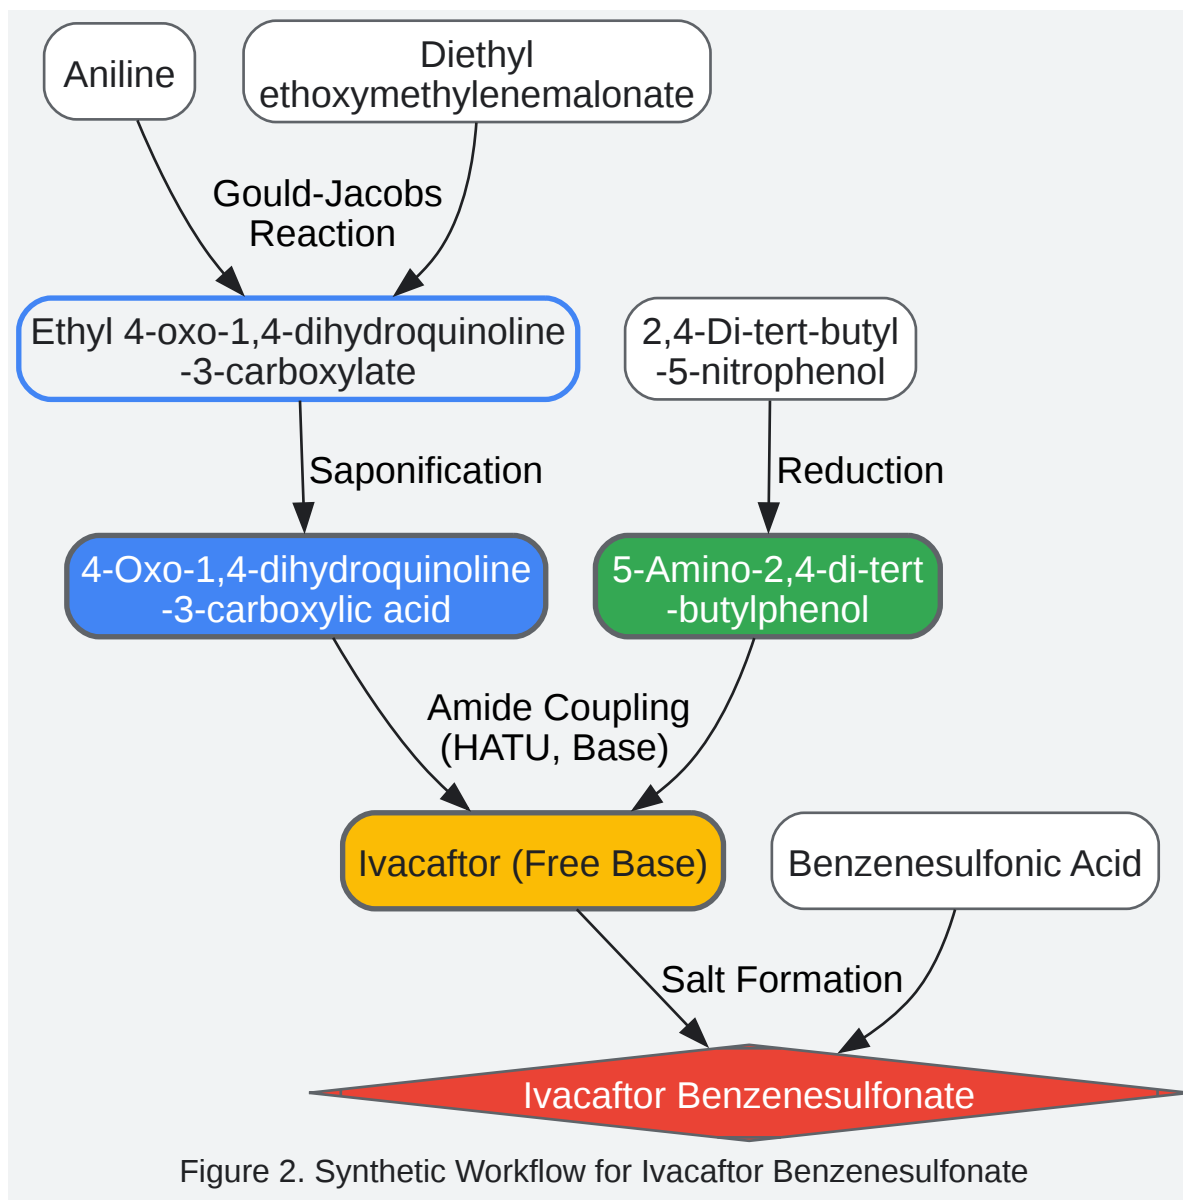 Aniline
Diethyl
ethoxymethylenemalonate
Gould-Jacobs
Reaction
Ethyl 4-oxo-1,4-dihydroquinoline
-3-carboxylate
2,4-Di-tert-butyl
-5-nitrophenol
Saponification
Reduction
4-Oxo-1,4-dihydroquinoline
-3-carboxylic acid
5-Amino-2,4-di-tert
-butylphenol
Amide Coupling
(HATU, Base)
Ivacaftor (Free Base)
Benzenesulfonic Acid
Salt Formation
Ivacaftor Benzenesulfonate
Figure 2. Synthetic Workflow for Ivacaftor Benzenesulfonate